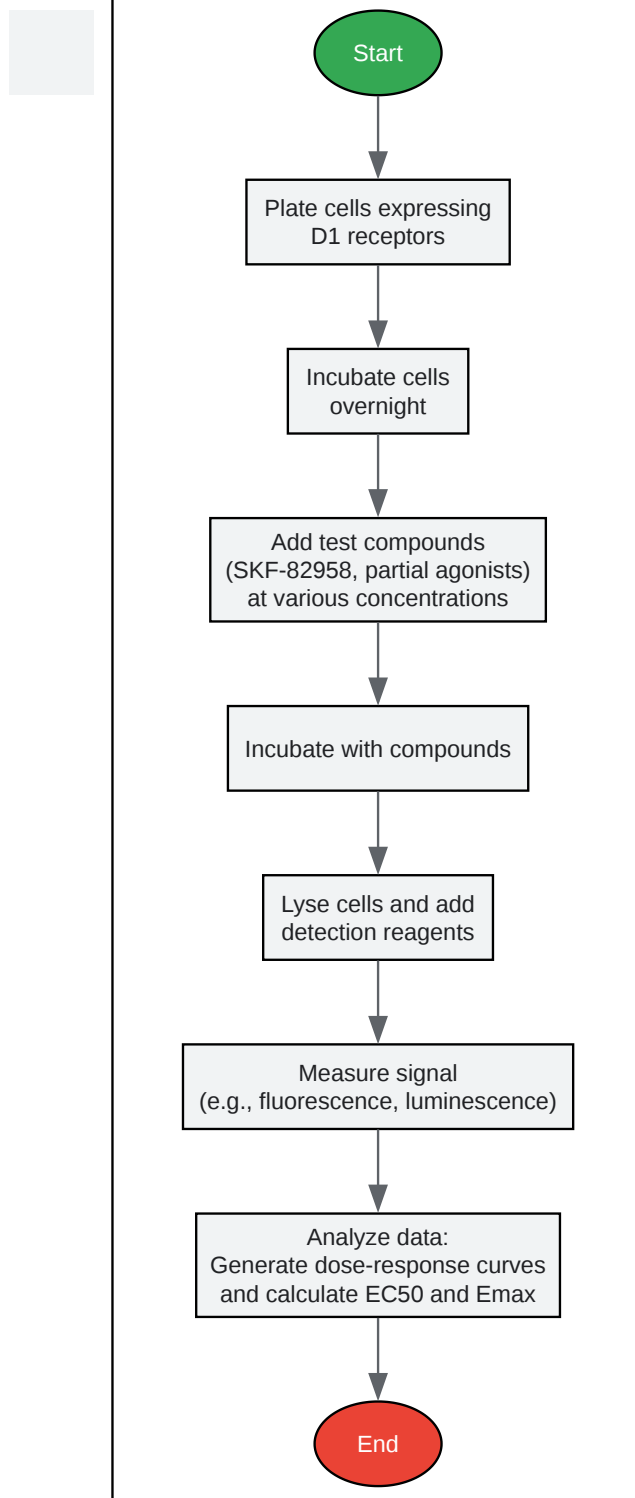 Start
Plate cells expressing
D1 receptors
Incubate cells
overnight
Add test compounds
(SKF-82958, partial agonists)
at various concentrations
Incubate with compounds
Lyse cells and add
detection reagents
Measure signal
(e.g., fluorescence, luminescence)
Analyze data:
Generate dose-response curves
and calculate EC50 and Emax
End